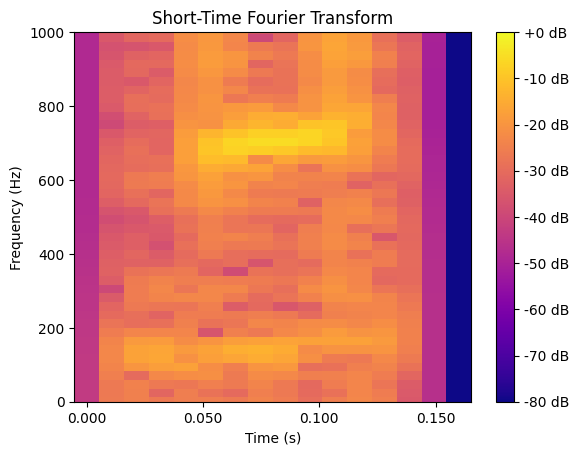 Short-Time Fourier Transform
1000
800
600
400
200
0
Frequency (Hz)
0.000
0.050
0.100
0.150
Time (s)
+0 dB
-10 dB
-20 dB
-30 dB
-40 dB
-50 dB
-60 dB
-70 dB
-80 dB